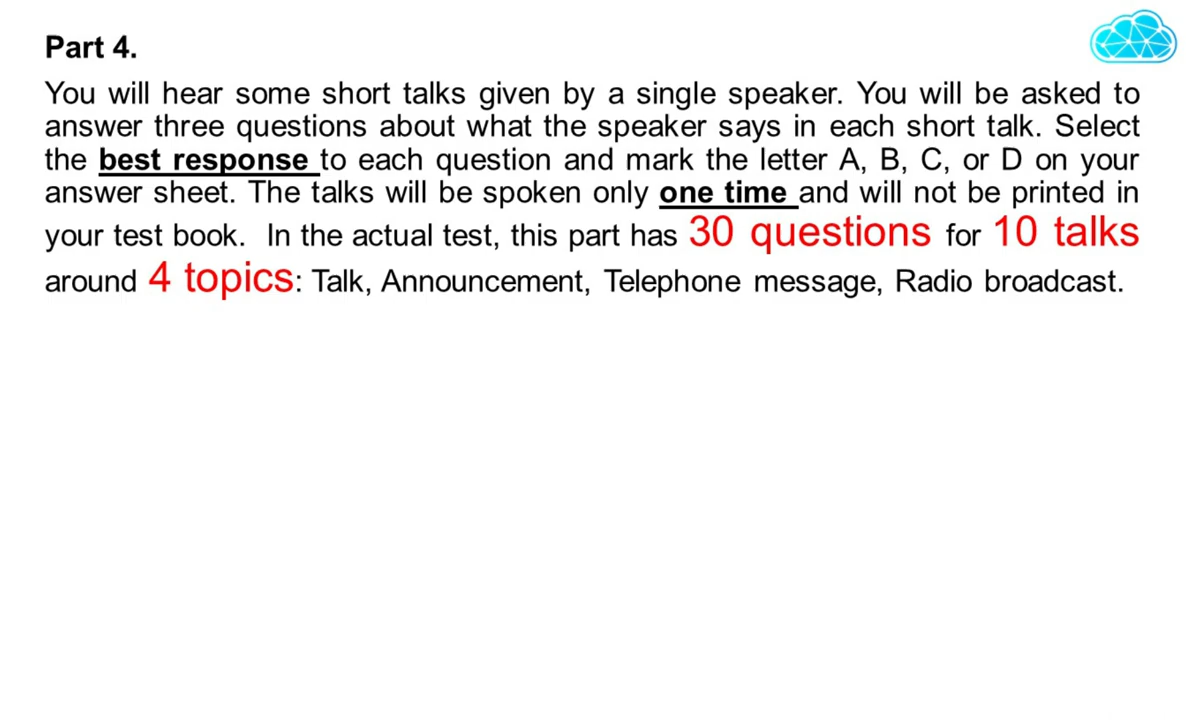 Part 4.
You will hear some short talks given by a single speaker. You will be asked to
answer three questions about what the speaker says in each short talk. Select
the best response to each question and mark the letter A, B, C, or D on your
answer sheet. The talks will be spoken only one time and will not be printed in
your test book. In the actual test, this part has 30 questions for 10 talks
around 4 topics: Talk, Announcement, Telephone message, Radio broadcast.